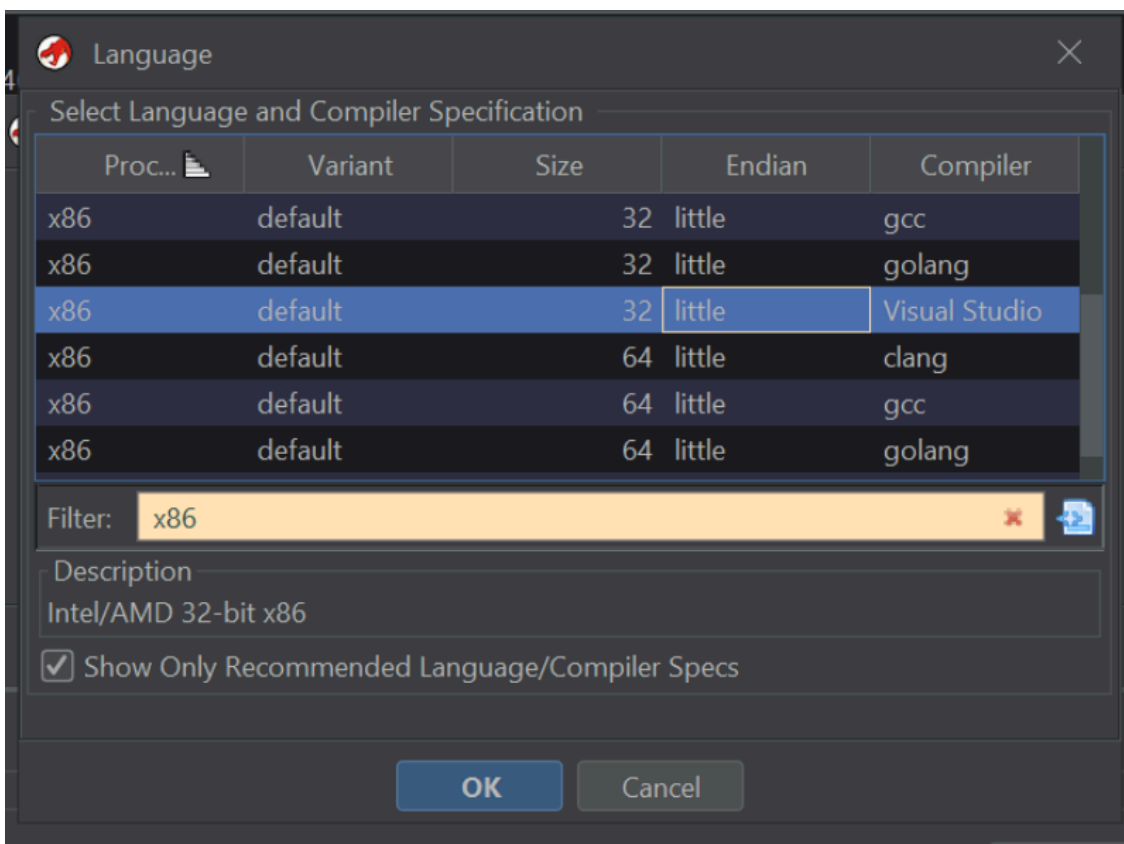 Language
4
Select Language and Compiler Specification
Proc... Variant Size Endian Compiler
x86 default 32 little gcc
x86 default 32 little golang
x86 default 32 little Visual Studio
x86 default 64 little clang
x86 default 64 little gcc
x86 default 64 little golang
Filter: x86
Description
Intel/AMD 32-bit x86
Show Only Recommended Language/Compiler Specs
OK Cancel